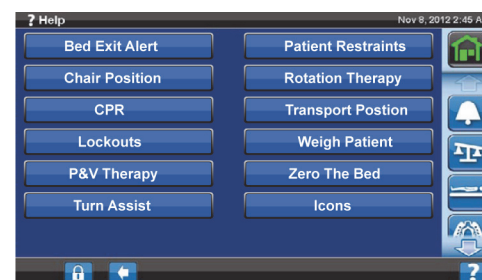 ? Help
Nov 8, 2012 2:45 A
Bed Exit Alert
Patient Restraints
Chair Position
Rotation Therapy
CPR
Transport Postion
Lockouts
Weigh Patient
P&V Therapy
Zero The Bed
Turn Assist
Icons
?